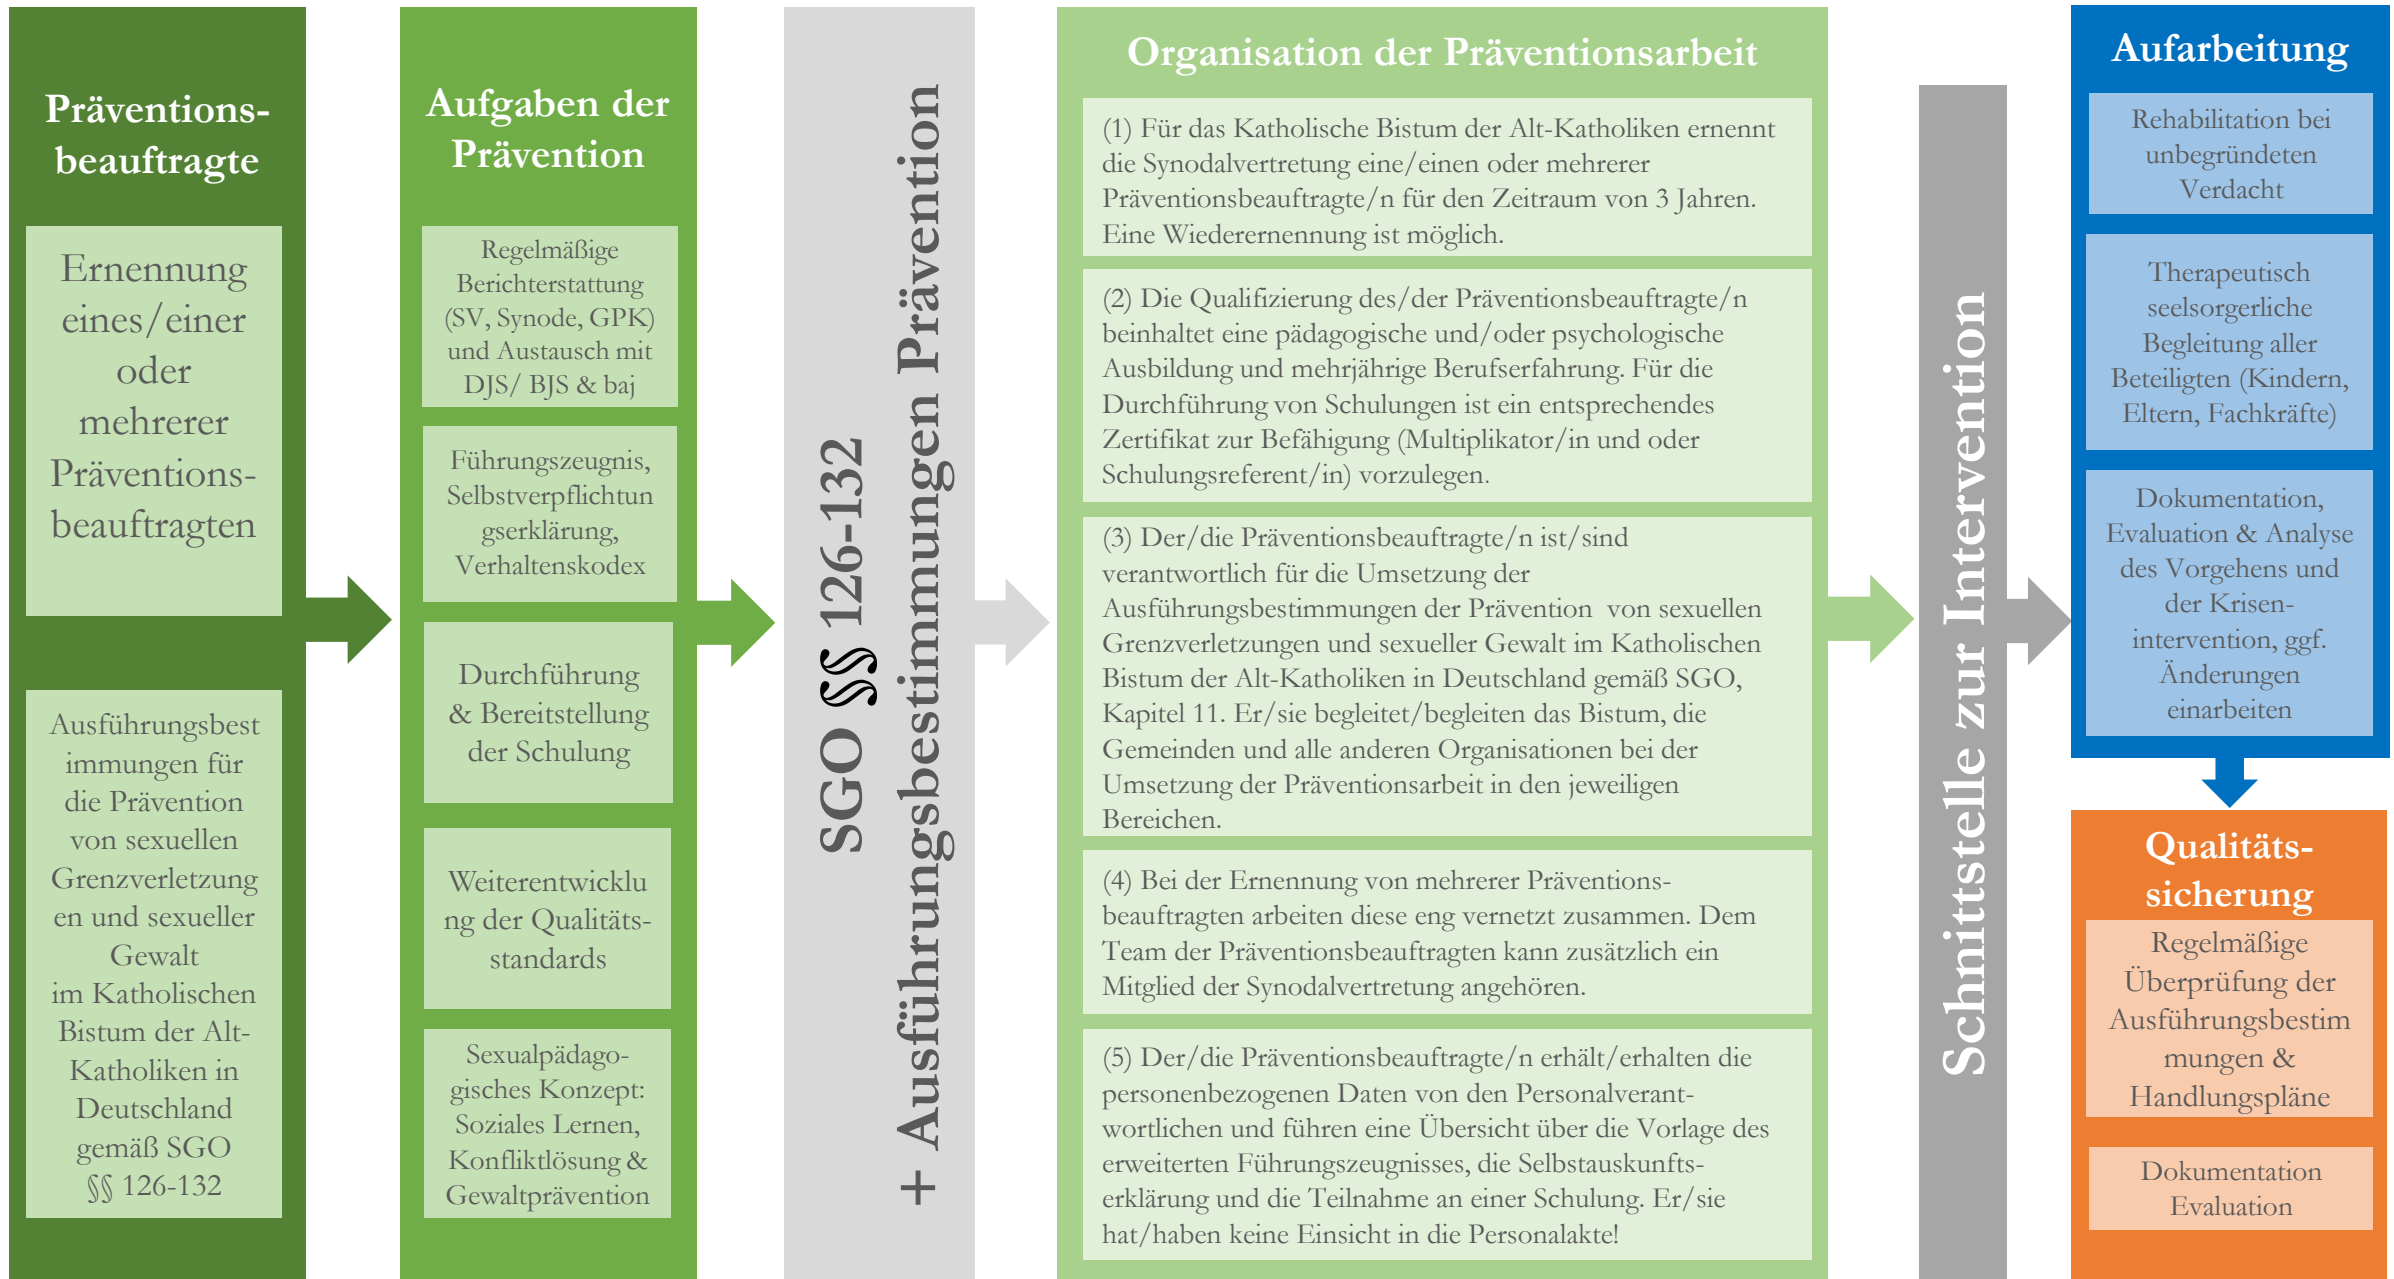 Präventions-
beauftragte
Ernennung
eines/einer
oder
mehrerer
Präventions-
beauftragten
Ausführungsbest
immungen für
die Prävention
von sexuellen
Grenzverletzung
en und sexueller
Gewalt
im Katholischen
Bistum der Alt-
Katholiken in
Deutschland
gemäß SGO
§§ 126-132
Aufgaben der
Prävention
Regelmäßige
Berichterstattung
(SV, Synode, GPK)
und Austausch mit
DJS/ BJS & baj
Führungszeugnis,
Selbstverpflichtun
gserklärung,
Verhaltenskodex
Durchführung
& Bereitstellung
der Schulung
Weiterentwicklu
ng der Qualitäts-
standards
Sexualpädago-
gisches Konzept:
Soziales Lernen,
Konfliktlösung &
Gewaltprävention
SGO §§ 126-132
+ Ausführungsbestimmungen Prävention
Organisation der Präventionsarbeit
(1) Für das Katholische Bistum der Alt-Katholiken ernennt
die Synodalvertretung eine/einen oder mehrerer
Präventionsbeauftragte/n für den Zeitraum von 3 Jahren.
Eine Wiederernennung ist möglich.
(2) Die Qualifizierung des/der Präventionsbeauftragte/n
beinhaltet eine pädagogische und/oder psychologische
Ausbildung und mehrjährige Berufserfahrung. Für die
Durchführung von Schulungen ist ein entsprechendes
Zertifikat zur Befähigung (Multiplikator/in und oder
Schulungsreferent/in) vorzulegen.
(3) Der/die Präventionsbeauftragte/n ist/sind
verantwortlich für die Umsetzung der
Ausführungsbestimmungen der Prävention von sexuellen
Grenzverletzungen und sexueller Gewalt im Katholischen
Bistum der Alt-Katholiken in Deutschland gemäß SGO,
Kapitel 11. Er/sie begleitet/begleiten das Bistum, die
Gemeinden und alle anderen Organisationen bei der
Umsetzung der Präventionsarbeit in den jeweiligen
Bereichen.
(4) Bei der Ernennung von mehrerer Präventions-
beauftragten arbeiten diese eng vernetzt zusammen. Dem
Team der Präventionsbeauftragten kann zusätzlich ein
Mitglied der Synodalvertretung angehören.
(5) Der/die Präventionsbeauftragte/n erhält/erhalten die
personenbezogenen Daten von den Personalverant-
wortlichen und führen eine Übersicht über die Vorlage des
erweiterten Führungszeugnisses, die Selbstauskunfts-
erklärung und die Teilnahme an einer Schulung. Er/sie
hat/haben keine Einsicht in die Personalakte!
Schnittstelle zur Intervention
Aufarbeitung
Rehabilitation bei
unbegründeten
Verdacht
Therapeutisch
seelsorgerliche
Begleitung aller
Beteiligten (Kindern,
Eltern, Fachkräfte)
Dokumentation,
Evaluation & Analyse
des Vorgehens und
der Krisen-
intervention, ggf.
Änderungen
einarbeiten
Qualitäts-
sicherung
Regelmäßige
Überprüfung der
Ausführungsbestim
mungen &
Handlungspläne
Dokumentation
Evaluation